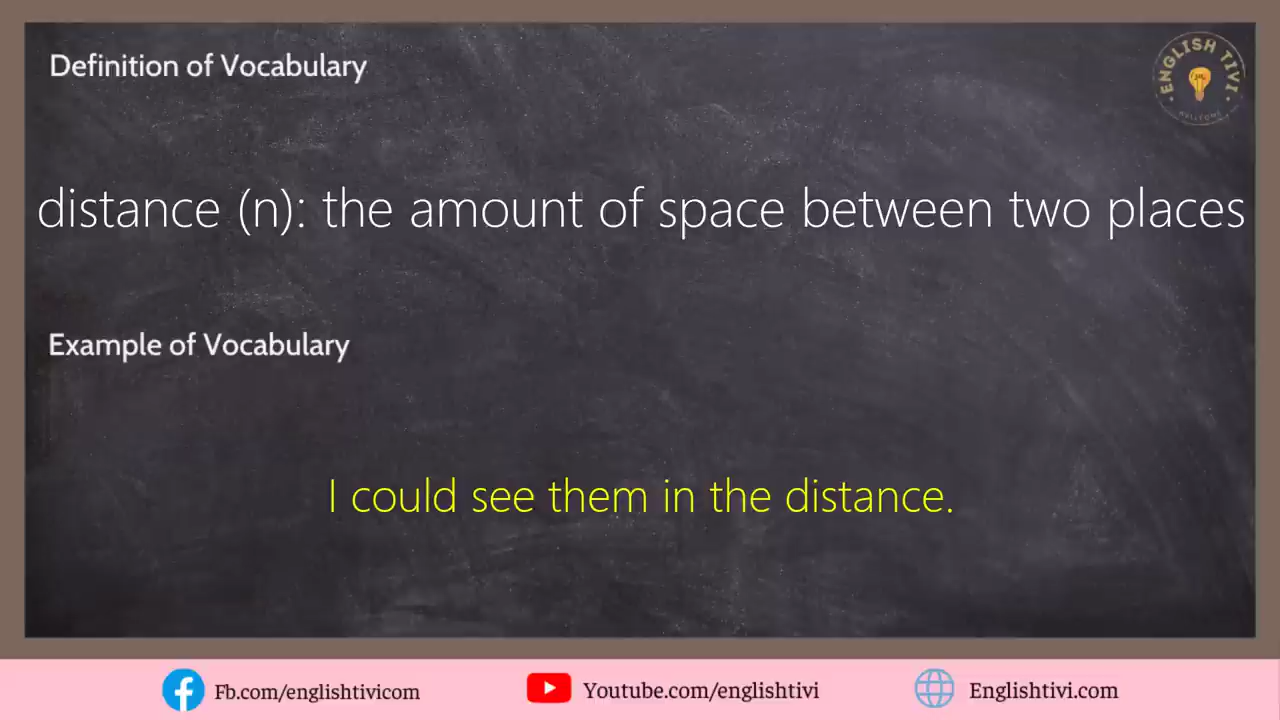 Definition of Vocabulary
ENGLISH TIVI
distance (n): the amount of space between two places
Example of Vocabulary
I could see them in the distance.
Fb.com/englishtivicom
Youtube.com/englishtivi
Englishtivi.com